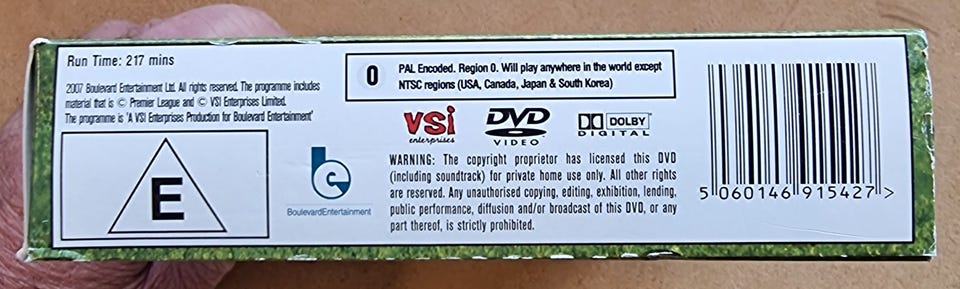 Run Time: 217 mins
2007 Boulevard Entertainment Ltd. All rights reserved. The programme includes
material that is © Premier League and © VSI Enterprises Limited.
The programme is 'A VSI Enterprises Production for Boulevard Entertainment'
E
BoulevardEntertainment
0
PAL Encoded. Region 0. Will play anywhere in the world except
NTSC regions (USA, Canada, Japan & South Korea)
vsi
enterprises
DVD
VIDEO
DOLBY
DIGITAL
WARNING: The copyright proprietor has licensed this DVD
(including soundtrack) for private home use only. All other rights
are reserved. Any unauthorised copying, editing, exhibition, lending,
public performance, diffusion and/or broadcast of this DVD, or any
part thereof, is strictly prohibited.
5 060146 915427 >